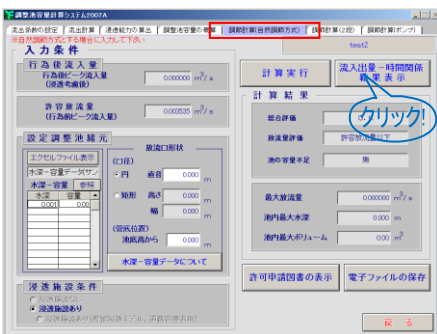 調整池容量計算システム2007A
流出係数の設定 流出計算 浸透能力の算出 調整池容量の概算 調節計算(自然調節方式) 調節計算(2段) 調節計算(ポンプ)
※自然調節方式とする場合に入力して下さい
入力条件
test2
行為後流入量
行為後ピーク流入量
(浸透考慮後)
0.000000 m³/s
許容放流量
(行為前ピーク流入量)
0.003535 m³/s
設定調整池諸元
エクセルファイル表示
水深-容量データ(サン
水深-容量 参照
水深 容量
0.001 0.00
放流口形状
(口径)
円 直径 0.000 m
矩形 高さ 0.000 m
幅 0.000 m
(管底位置)
池底高から 0.000 m
水深-容量データについて
浸透施設条件
浸透施設なし
浸透施設あり
計算実行
流入出量-時間関係
結果表示
クリック!
計算結果
総合評価
放流量評価 許容放流量以下
池の容量不足 無
最大放流量 0.000000 m³/s
池内最大水深 0.000 m
池内最大ボリューム 0.00 m³
許可申請図書の表示
電子ファイルの保存
戻る